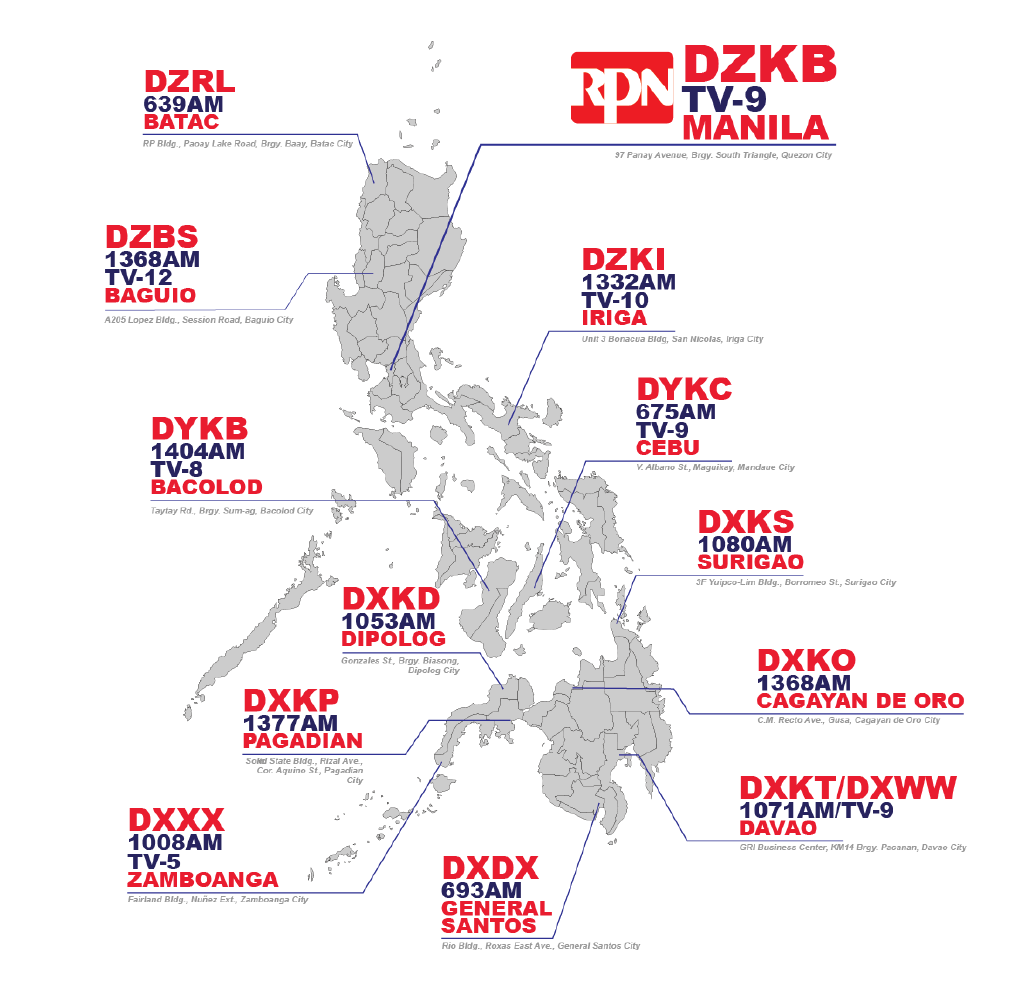 DZRL
639AM
BATAC
RP Bldg., Paoay Lake Road, Brgy. Baay, Batac City
RPN
DZKB
TV-9
MANILA
97 Panay Avenue, Brgy. South Triangle, Quezon City
DZBS
1368AM
TV-12
BAGUIO
A205 Lopez Bldg., Session Road, Baguio City
DZKI
1332AM
TV-10
IRIGA
Unit 3 Bonacua Bldg, San Nicolas, Iriga City
DYKC
675AM
TV-9
CEBU
V. Albano St., Maguikay, Mandaue City
DYKB
1404AM
TV-8
BACOLOD
Taytay Rd., Brgy. Sum-ag, Bacolod City
DXKS
1080AM
SURIGAO
3F Yuipco-Lim Bldg., Borromeo St., Surigao City
DXKD
1053AM
DIPOLOG
Gonzales St., Brgy. Biasong,
Dipolog City
DXKO
1368AM
CAGAYAN DE ORO
C.M. Recto Ave., Gusa, Cagayan de Oro City
DXKP
1377AM
PAGADIAN
Solid State Bldg., Rizal Ave.,
Cor. Aquino St., Pagadian
City
DXKT/DXWW
1071AM/TV-9
DAVAO
GRI Business Center, KM14 Brgy. Pacanan, Davao City
DXXX
1008AM
TV-5
ZAMBOANGA
Fairland Bldg., Nuñez Ext., Zamboanga City
DXDX
693AM
GENERAL
SANTOS
Rio Bldg., Roxas East Ave., General Santos City